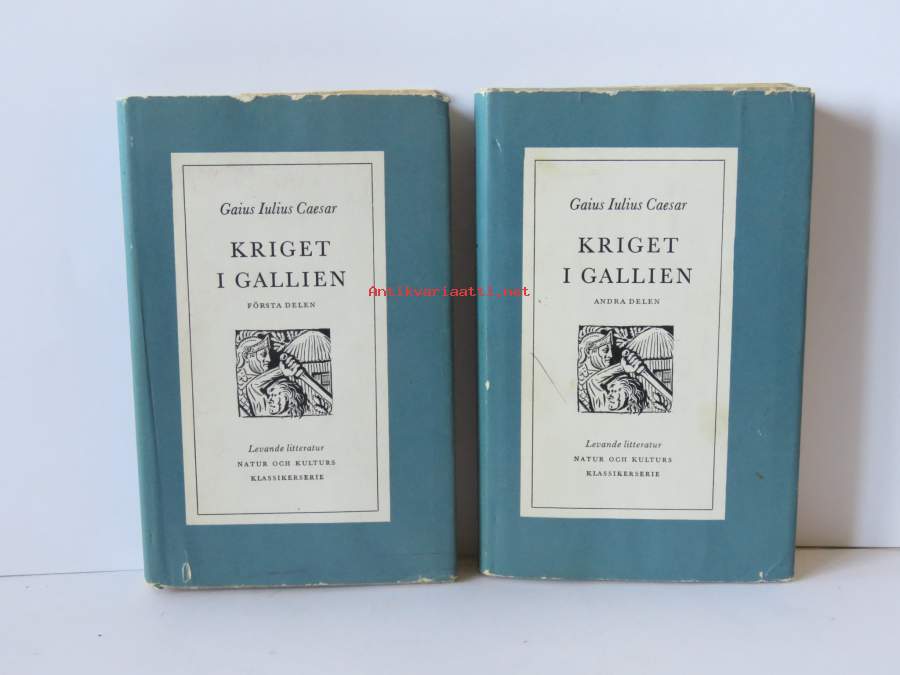 Gaius Iulius Caesar
KRIGET
I GALLIEN
FÖRSTA DELEN
Levande litteratur
NATUR OCH KULTURS
KLASSIKERSERIE
Gaius Iulius Caesar
KRIGET
I GALLIEN
ANDRA DELEN
Levande litteratur
NATUR OCH KULTURS
KLASSIKERSERIE
Antikvariaatti.net